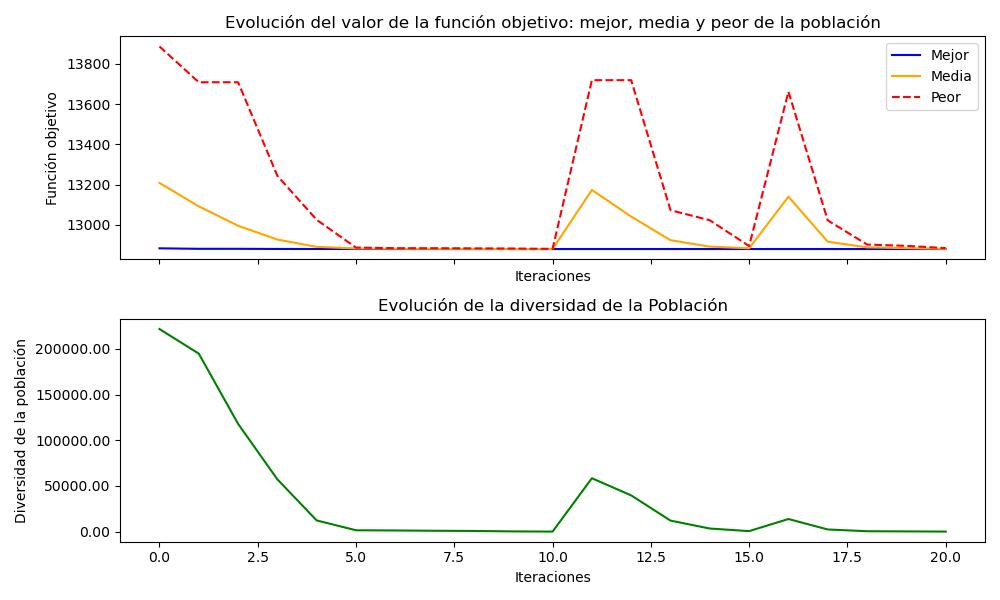 Evolución del valor de la función objetivo: mejor, media y peor de la población
Función objetivo
13800
13600
13400
13200
13000
Mejor
Media
Peor
Iteraciones
Evolución de la diversidad de la Población
Diversidad de la población
200000.00
150000.00
100000.00
50000.00
0.00
0.0 2.5 5.0 7.5 10.0 12.5 15.0 17.5 20.0
Iteraciones